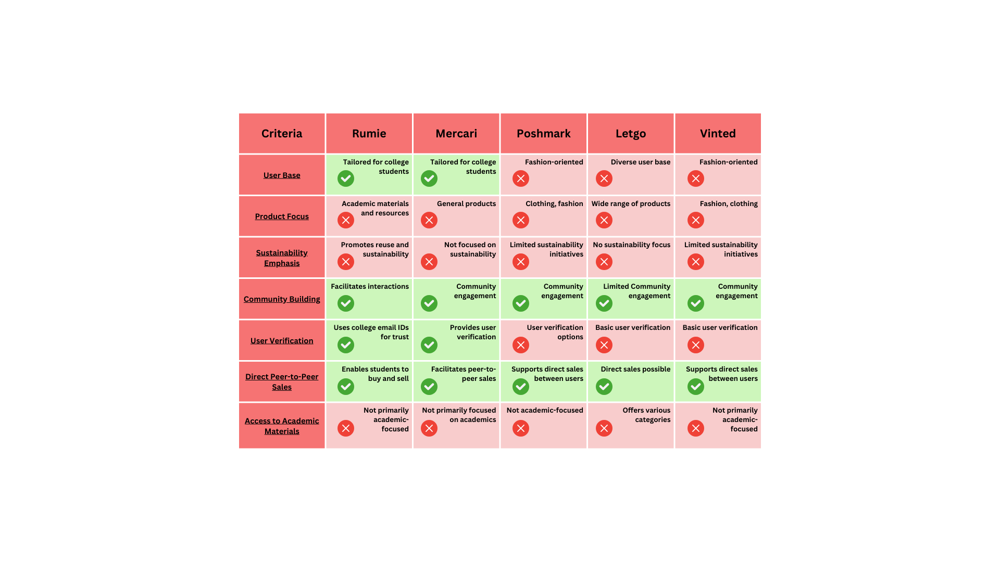 Criteria
Rumie
Mercari
Poshmark
Letgo
Vinted
User Base
Tailored for college
students
Tailored for college
students
Fashion-oriented
Diverse user base
Fashion-oriented
Product Focus
Academic materials
and resources
General products
Clothing, fashion
Wide range of products
Fashion, clothing
Sustainability
Emphasis
Promotes reuse and
sustainability
Not focused on
sustainability
Limited sustainability
initiatives
No sustainability focus
Limited sustainability
initiatives
Community Building
Facilitates interactions
Community
engagement
Community
engagement
Limited Community
engagement
Community
engagement
User Verification
Uses college email IDs
for trust
Provides user
verification
User verification
options
Basic user verification
Basic user verification
Direct Peer-to-Peer
Sales
Enables students to
buy and sell
Facilitates peer-to-
peer sales
Supports direct sales
between users
Direct sales possible
Supports direct sales
between users
Access to Academic
Materials
Not primarily
academic-
focused
Not primarily focused
on academics
Not academic-focused
Offers various
categories
Not primarily
academic-
focused